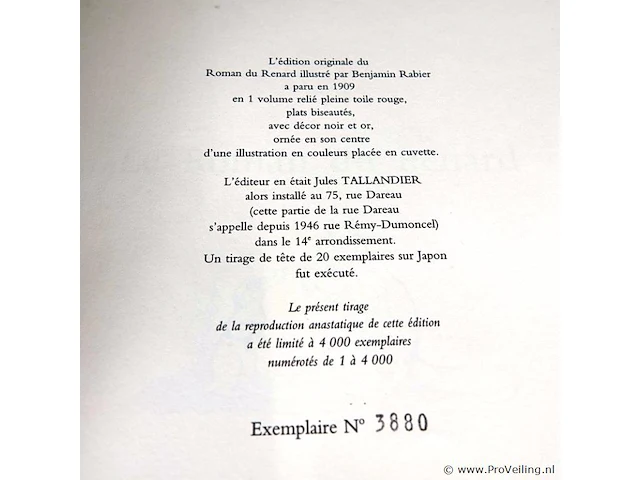 L'édition originale du
Roman du Renard illustré par Benjamin Rabier
a paru en 1909
en 1 volume relié pleine toile rouge,
plats biseautés,
avec décor noir et or,
ornée en son centre
d'une illustration en couleurs placée en cuvette.
L'éditeur en était Jules TALLANDIER
alors installé au 75, rue Dareau
(cette partie de la rue Dareau
s'appelle depuis 1946 rue Rémy-Dumoncel)
dans le 14e arrondissement.
Un tirage de tête de 20 exemplaires sur Japon
fut exécuté.
Le présent tirage
de la reproduction anastatique de cette édition
a été limité à 4 000 exemplaires
numérotés de 1 à 4 000
Exemplaire N° 3880
© www.ProVeiling.nl